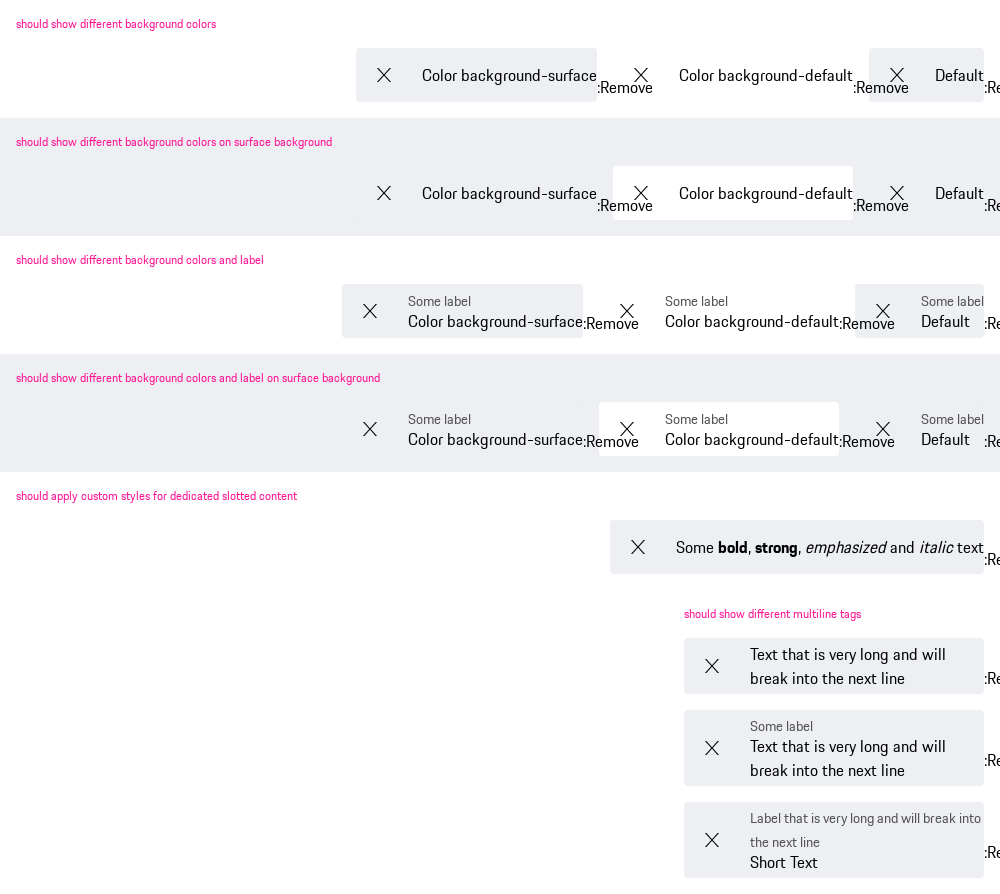 should show different background colors
Color background-surface :Remove Color background-default :Remove Default :Re
should show different background colors on surface background
Color background-surface :Remove Color background-default :Remove Default :Re
should show different background colors and label
Some label Some label Some label
Color background-surface :Remove Color background-default :Remove Default :Re
should show different background colors and label on surface background
Some label Some label Some label
Color background-surface :Remove Color background-default :Remove Default :Re
should apply custom styles for dedicated slotted content
Some bold, strong, emphasized and italic text :Re
should show different multiline tags
Text that is very long and will
break into the next line :Re
Some label
Text that is very long and will
break into the next line :Re
Label that is very long and will break into
the next line
Short Text :Re